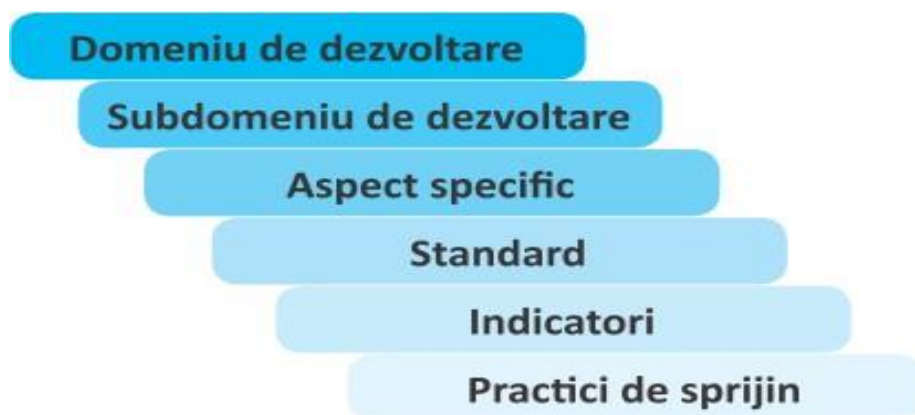 Domeniu de dezvoltare
Subdomeniu de dezvoltare
Aspect specific
Standard
Indicatori
Practici de sprijin